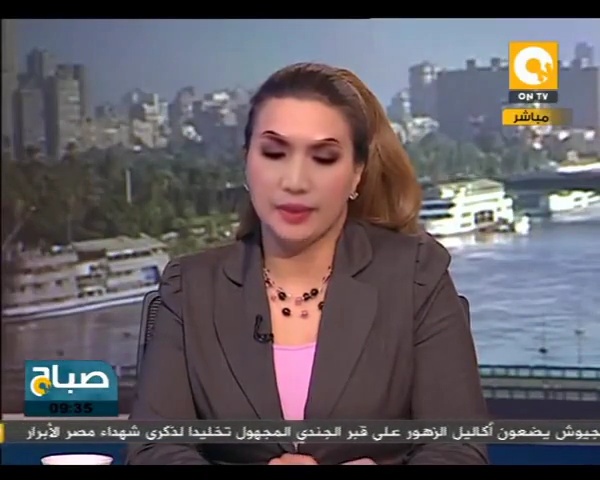 ON TV
مباشر
صباح
09:35
جيوش يضعون أكاليل الزهور على قبر الجندي المجهول تخليدا لذكرى شهداء مصر الأبرار